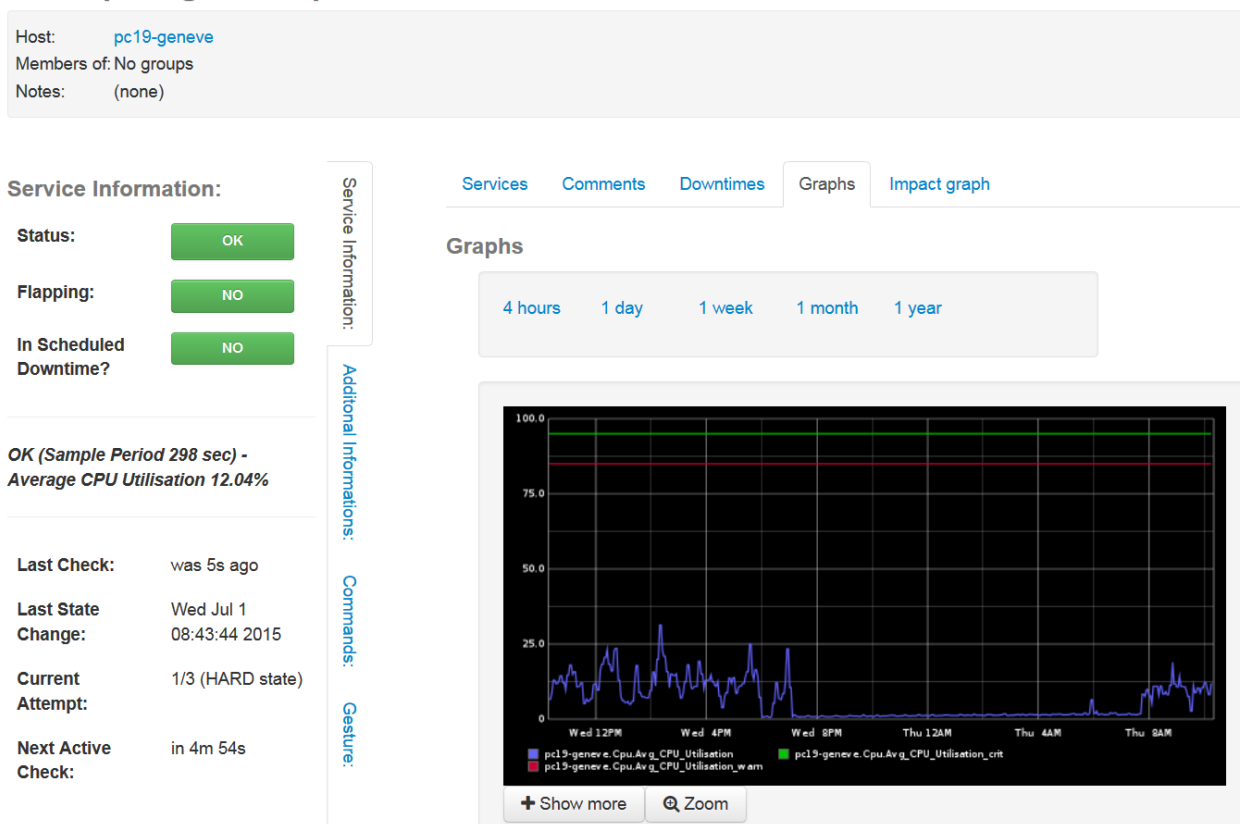 Host: pc19-geneve
Members of: No groups
Notes: (none)
Service Information:
Status: OK
Flapping: NO
In Scheduled
Downtime? NO
OK (Sample Period 298 sec) -
Average CPU Utilisation 12.04%
Last Check: was 5s ago
Last State Wed Jul 1
Change: 08:43:44 2015
Current 1/3 (HARD state)
Attempt:
Next Active in 4m 54s
Check:
Service Information:
Additonal Informations:
Commands:
Gesture:
Services Comments Downtimes Graphs Impact graph
Graphs
4 hours 1 day 1 week 1 month 1 year
100.0
75.0
50.0
25.0
0
Wed 12PM Wed 4PM Wed 8PM Thu 12AM Thu 4AM Thu 8AM
pc19-geneve.Cpu.Avg_CPU_Utilisation pc19-geneve.Cpu.Avg_CPU_Utilisation_crit
pc19-geneve.Cpu.Avg_CPU_Utilisation_warn
Show more Zoom